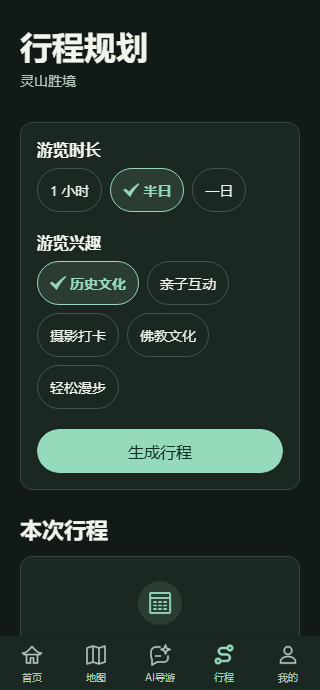 行程规划
灵山胜境
游览时长
1 小时
半日
一日
游览兴趣
历史文化
亲子互动
摄影打卡
佛教文化
轻松漫步
生成行程
本次行程
首页
地图
AI导游
行程
我的